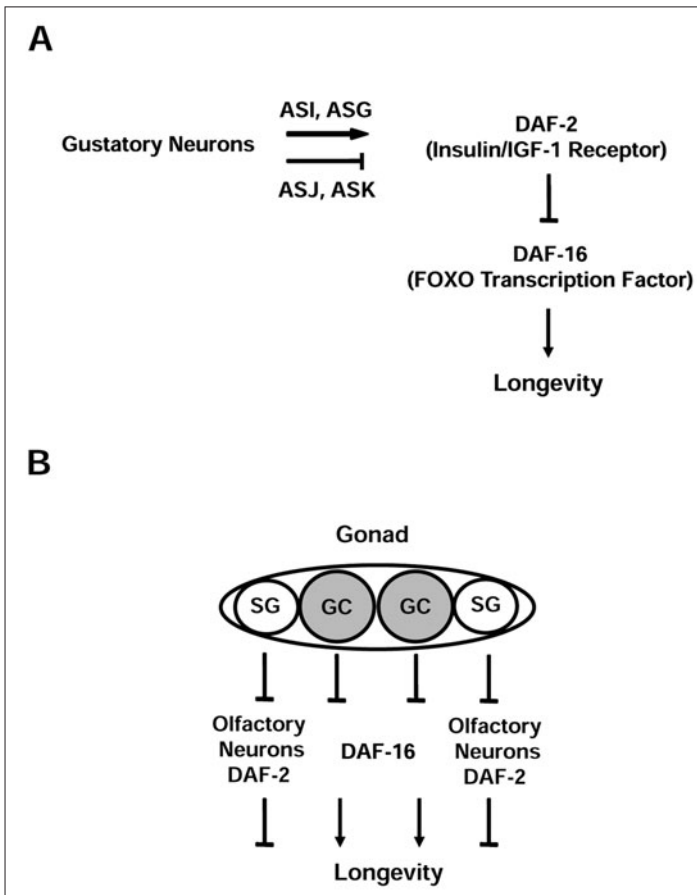 A
ASI, ASG
Gustatory Neurons
ASJ, ASK
DAF-2
(Insulin/IGF-1 Receptor)
DAF-16
(FOXO Transcription Factor)
Longevity
B
Gonad
SG GC GC SG
Olfactory
Neurons
DAF-2
DAF-16
Olfactory
Neurons
DAF-2
Longevity